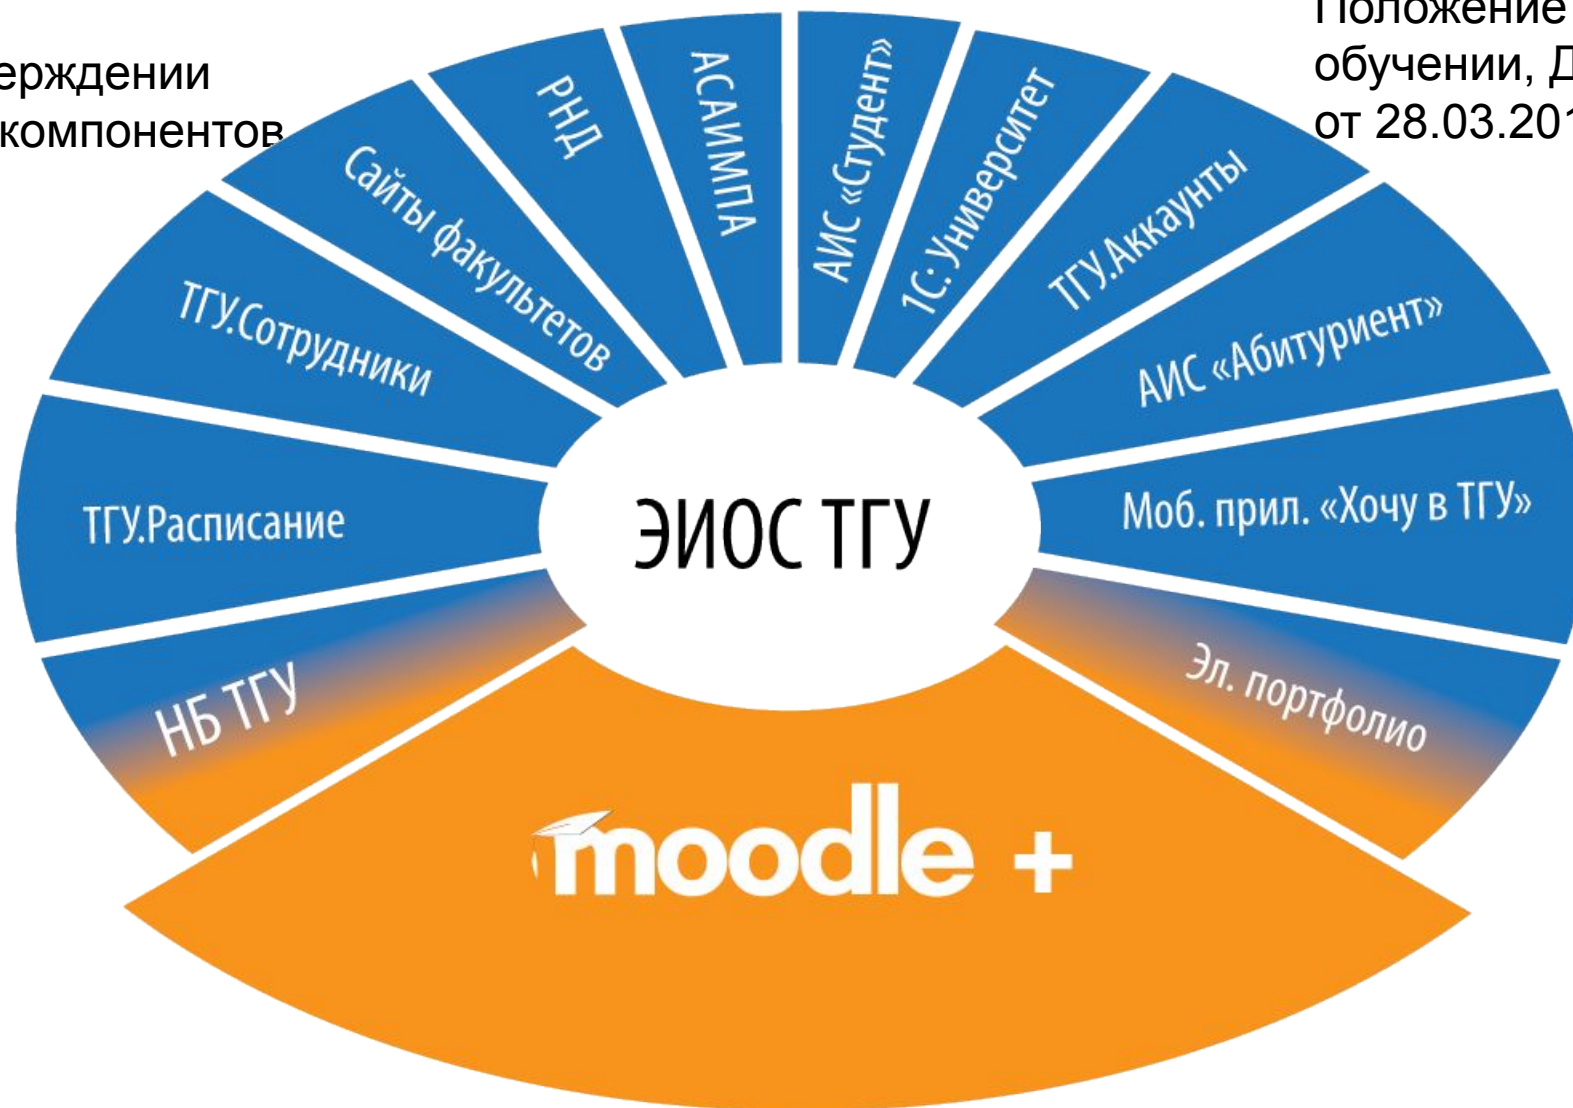 ерждении
компонентов
Положение
обучении, Д
от 28.03.201
ТГУ.Расписание
ТГУ.Сотрудники
Сайты факультетов
РНД
АСАИМПА
АИС «Студент»
1С: Университет
ТГУ.Аккаунты
АИС «Абитуриент»
Моб. прил. «Хочу в ТГУ»
ЭИОС ТГУ
НБ ТГУ
Эл. портфолио
moodle +